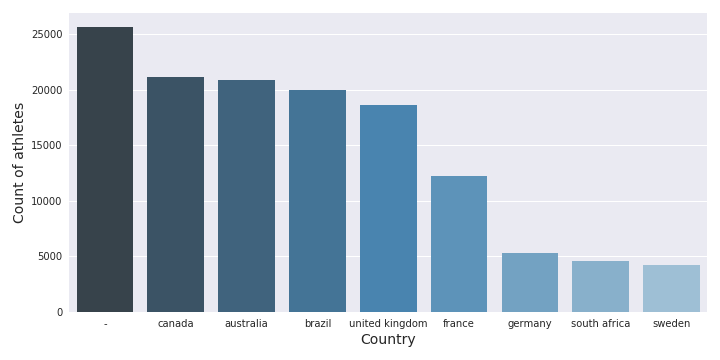 Count of athletes
25000
20000
15000
10000
5000
0
- canada australia brazil united kingdom france germany south africa sweden
Country